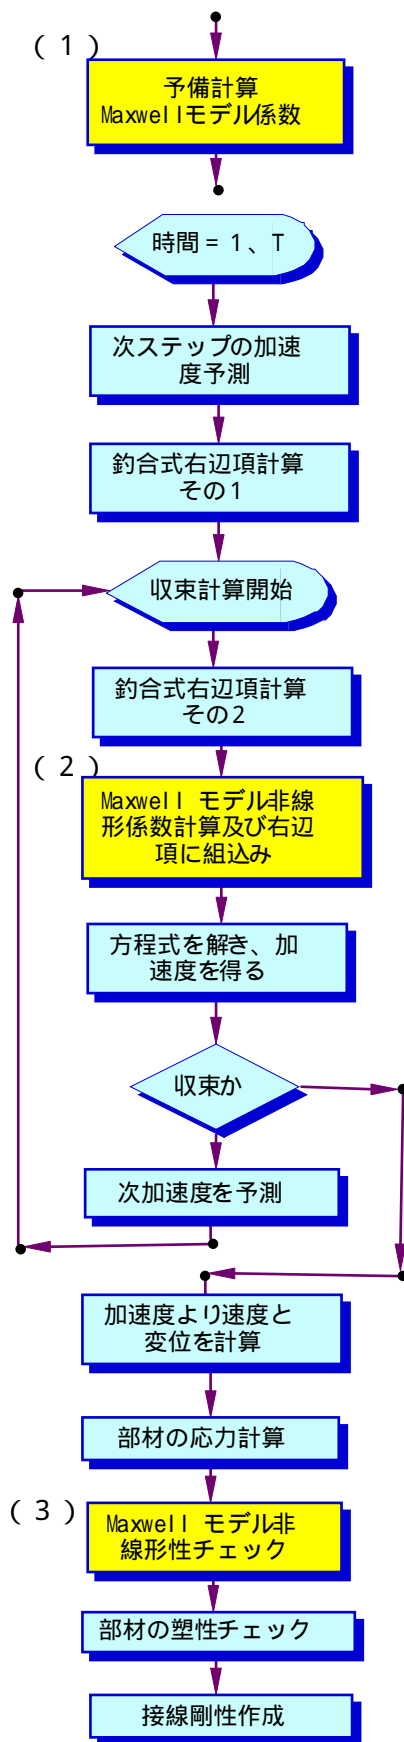 (1)
予備計算
Maxwellモデル係数
時間=1、T
次ステップの加速
度予測
釣合式右辺項計算
その1
収束計算開始
釣合式右辺項計算
その2
(2)
Maxwell モデル非線
形係数計算及び右辺
項に組込み
方程式を解き、加
速度を得る
収束か
次加速度を予測
加速度より速度と
変位を計算
部材の応力計算
(3)
Maxwell モデル非
線形性チェック
部材の塑性チェック
接線剛性作成